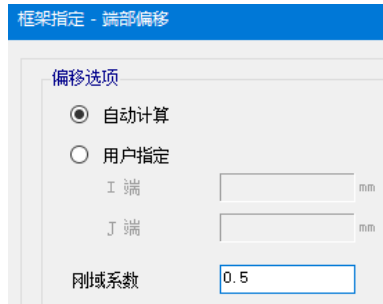 框架指定 - 端部偏移
偏移选项
自动计算
用户指定
I 端 mm
J 端 mm
刚域系数 0.5